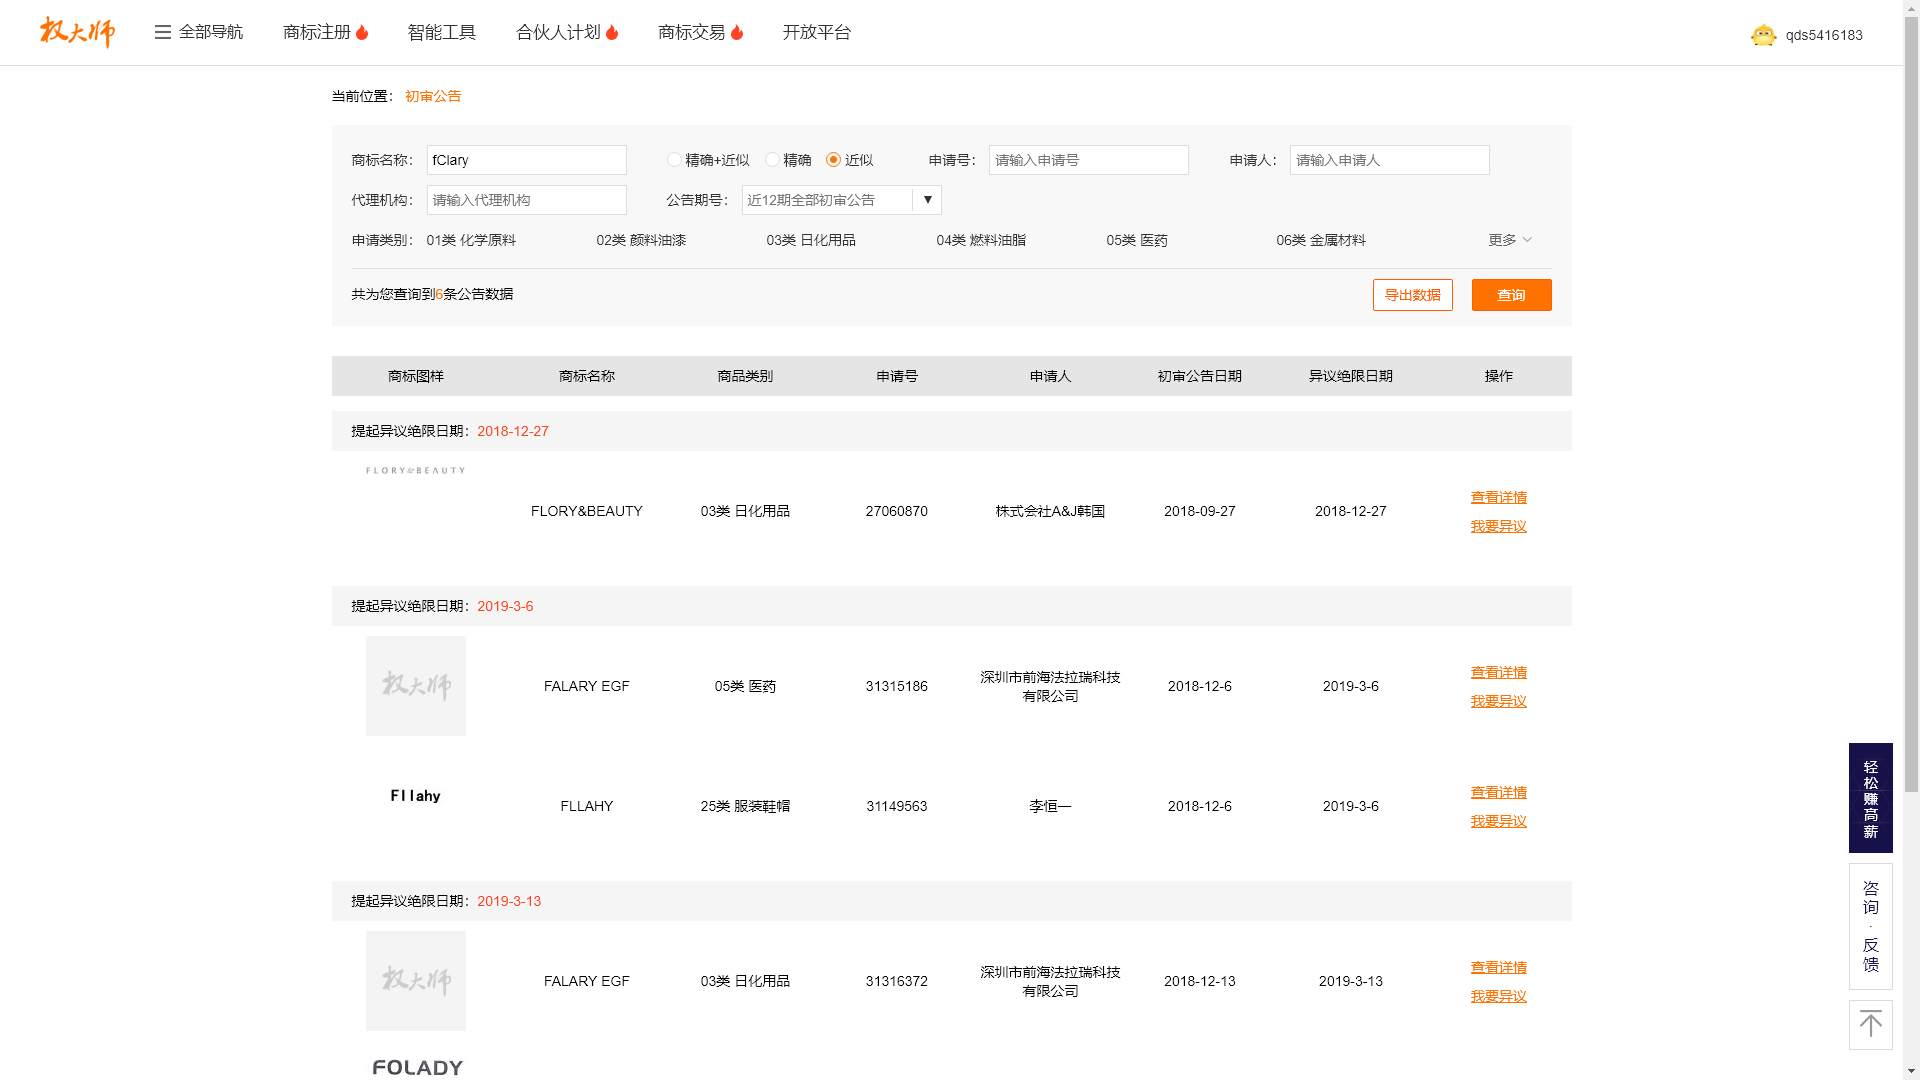 权大师 全部导航 商标注册 智能工具 合伙人计划 商标交易 开放平台 qds5416183
当前位置： 初审公告
商标名称： fClary 精确+近似 精确 近似 申请号： 请输入申请号 申请人： 请输入申请人
代理机构： 请输入代理机构 公告期号： 近12期全部初审公告 ▼
申请类别： 01类 化学原料 02类 颜料油漆 03类 日化用品 04类 燃料油脂 05类 医药 06类 金属材料 更多
共为您查询到6条公告数据 导出数据 查询
商标图样 商标名称 商品类别 申请号 申请人 初审公告日期 异议绝限日期 操作
提起异议绝限日期：2018-12-27
FLORY&BEAUTY
FLORY&BEAUTY 03类 日化用品 27060870 株式会社A&J韩国 2018-09-27 2018-12-27 查看详情
我要异议
提起异议绝限日期：2019-3-6
权大师 FALARY EGF 05类 医药 31315186 深圳市前海法拉瑞科技
有限公司 2018-12-6 2019-3-6 查看详情
我要异议
Fllahy
FLLAHY 25类 服装鞋帽 31149563 李恒一 2018-12-6 2019-3-6 查看详情
我要异议
提起异议绝限日期：2019-3-13
权大师 FALARY EGF 03类 日化用品 31316372 深圳市前海法拉瑞科技
有限公司 2018-12-13 2019-3-13 查看详情
我要异议
FOLADY
轻松赚高薪
咨询·反馈